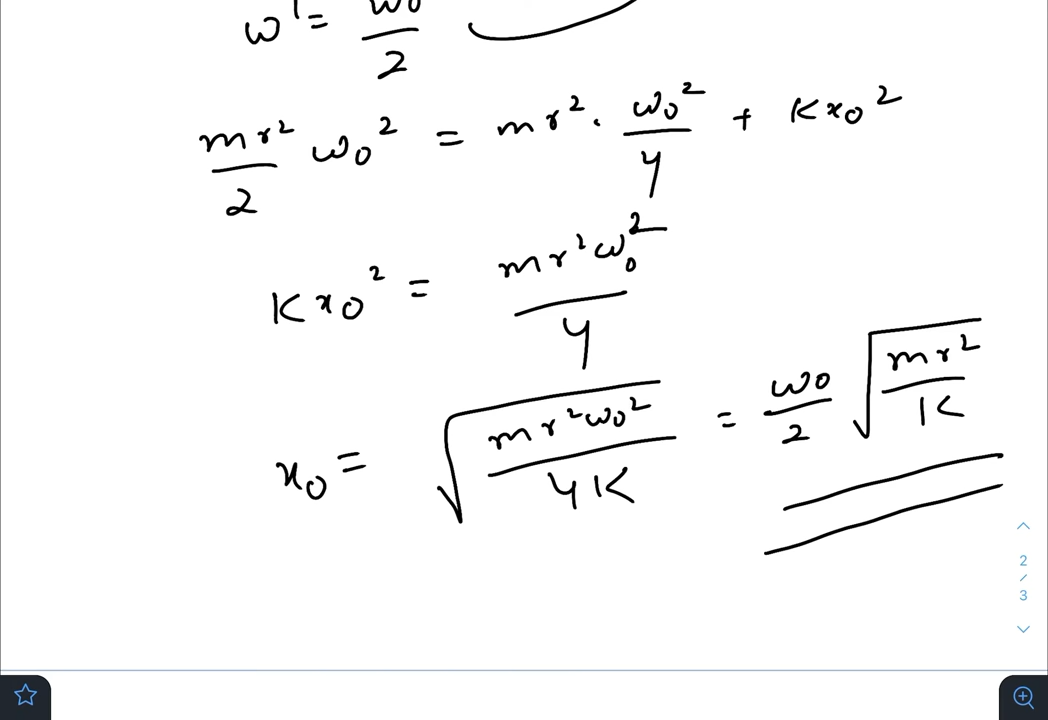 ω' = ω0/2
mr²/2 ω0² = mr² · ω0²/4 + Kx0²
Kx0² = mr²ω0²/4
x0 = √(mr²ω0²/4K) = ω0/2 √(mr²/K)
2
/
3